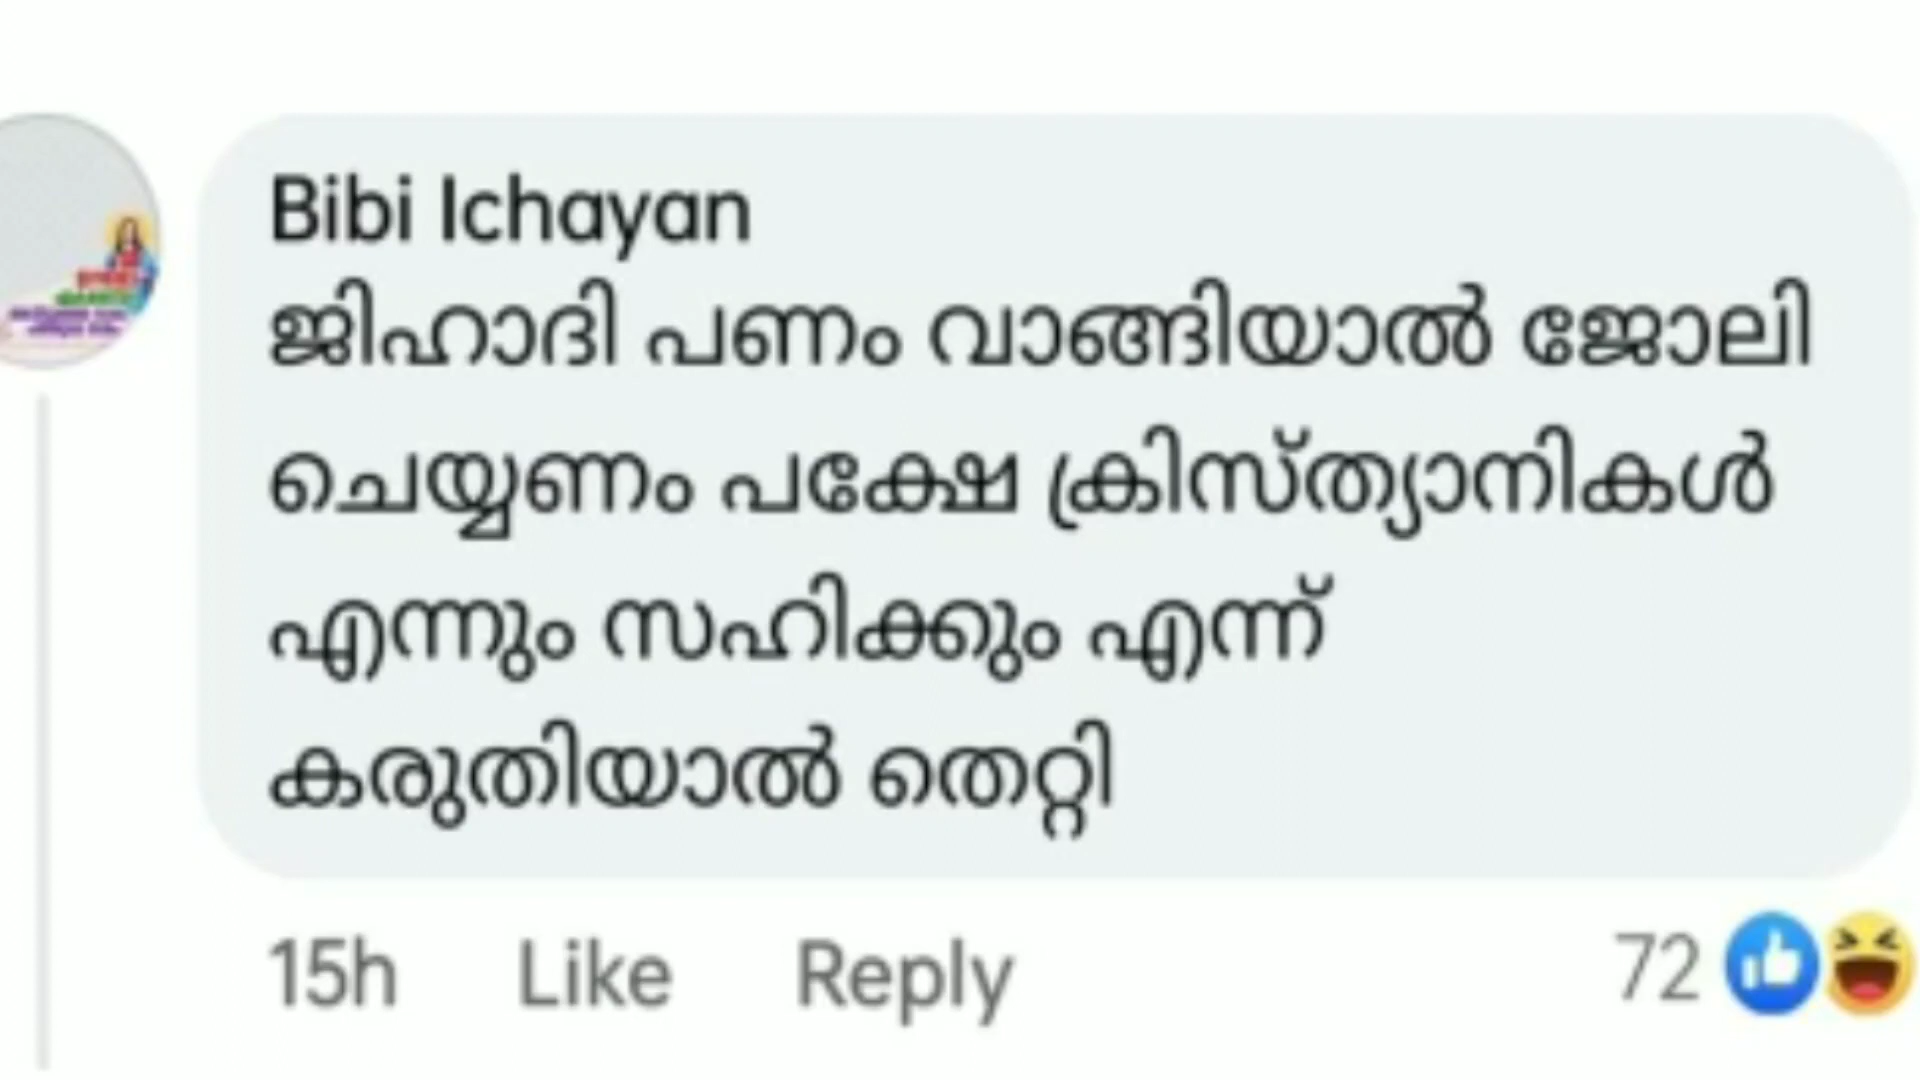 Bibi Ichayan
ജിഹാദി പണം വാങ്ങിയാൽ ജോലി
ചെയ്യണം പക്ഷേ ക്രിസ്ത്യാനികൾ
എന്നും സഹിക്കും എന്ന്
കരുതിയാൽ തെറ്റി
15h Like Reply 72